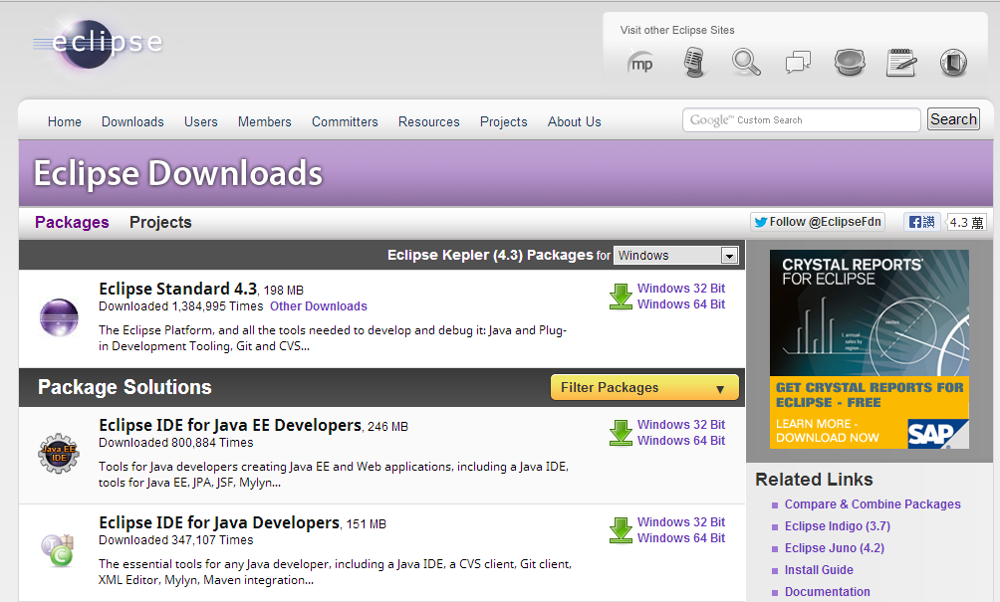 eclipse
Visit other Eclipse Sites
mp
Home Downloads Users Members Committers Resources Projects About Us
Google™ Custom Search
Search
Eclipse Downloads
Packages Projects
Follow @EclipseFdn
讚
4.3 萬
Eclipse Kepler (4.3) Packages for Windows
Eclipse Standard 4.3, 198 MB
Downloaded 1,384,995 Times Other Downloads
The Eclipse Platform, and all the tools needed to develop and debug it: Java and Plug-
in Development Tooling, Git and CVS...
Windows 32 Bit
Windows 64 Bit
Package Solutions
Filter Packages
Java EE
IDE
Eclipse IDE for Java EE Developers, 246 MB
Downloaded 800,884 Times
Tools for Java developers creating Java EE and Web applications, including a Java IDE,
tools for Java EE, JPA, JSF, Mylyn...
Windows 32 Bit
Windows 64 Bit
Eclipse IDE for Java Developers, 151 MB
Downloaded 347,107 Times
The essential tools for any Java developer, including a Java IDE, a CVS client, Git client,
XML Editor, Mylyn, Maven integration...
Windows 32 Bit
Windows 64 Bit
CRYSTAL REPORTS®
FOR ECLIPSE
GET CRYSTAL REPORTS FOR
ECLIPSE - FREE
LEARN MORE -
DOWNLOAD NOW
SAP
Related Links
Compare & Combine Packages
Eclipse Indigo (3.7)
Eclipse Juno (4.2)
Install Guide
Documentation